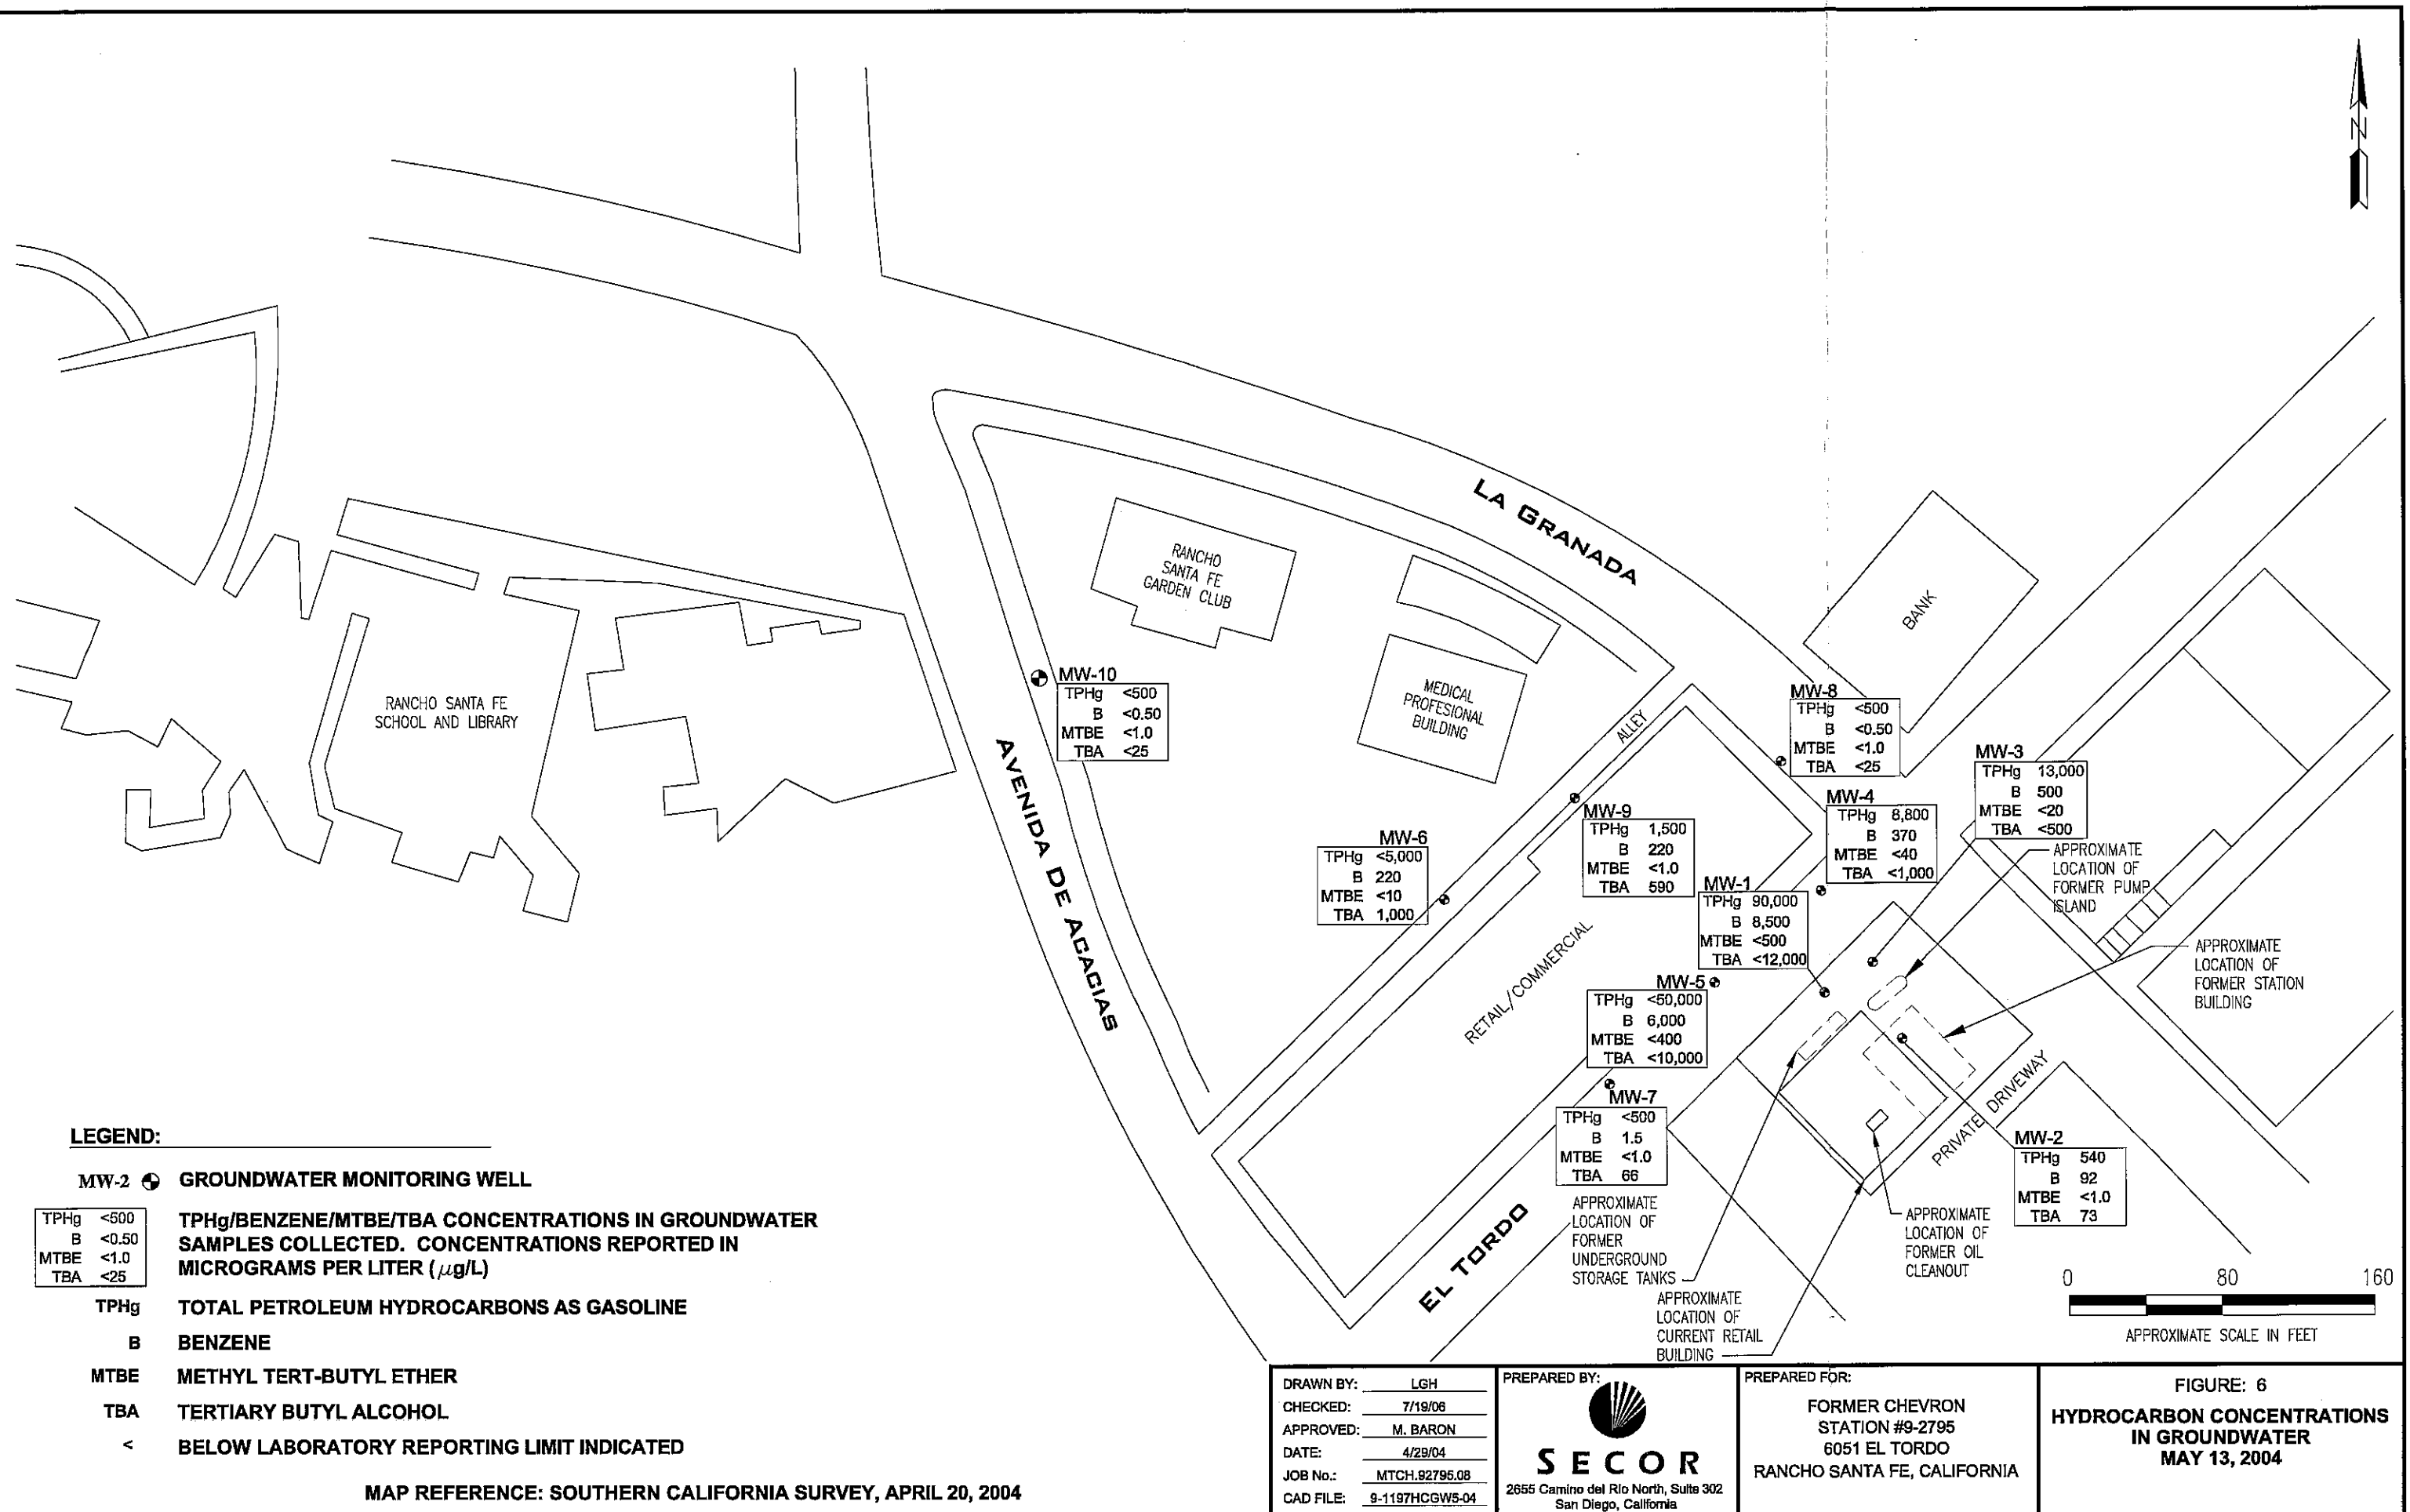 N
LA GRANADA
BANK
RANCHO
SANTA FE
GARDEN CLUB
MEDICAL
PROFESIONAL
BUILDING
ALLEY
RANCHO SANTA FE
SCHOOL AND LIBRARY
AVENIDA DE ACACIAS
RETAIL/COMMERCIAL
EL TORDO
PRIVATE DRIVEWAY
MW-10
TPHg <500
B <0.50
MTBE <1.0
TBA <25
MW-8
TPHg <500
B <0.50
MTBE <1.0
TBA <25
MW-3
TPHg 13,000
B 500
MTBE <20
TBA <500
MW-4
TPHg 8,800
B 370
MTBE <40
TBA <1,000
MW-9
TPHg 1,500
B 220
MTBE <1.0
TBA 590
MW-6
TPHg <5,000
B 220
MTBE <10
TBA 1,000
MW-1
TPHg 90,000
B 8,500
MTBE <500
TBA <12,000
MW-5
TPHg <50,000
B 6,000
MTBE <400
TBA <10,000
MW-7
TPHg <500
B 1.5
MTBE <1.0
TBA 66
MW-2
TPHg 540
B 92
MTBE <1.0
TBA 73
APPROXIMATE
LOCATION OF
FORMER PUMP
ISLAND
APPROXIMATE
LOCATION OF
FORMER STATION
BUILDING
APPROXIMATE
LOCATION OF
FORMER
UNDERGROUND
STORAGE TANKS
APPROXIMATE
LOCATION OF
CURRENT RETAIL
BUILDING
APPROXIMATE
LOCATION OF
FORMER OIL
CLEANOUT
0 80 160
APPROXIMATE SCALE IN FEET
LEGEND:
MW-2 GROUNDWATER MONITORING WELL
TPHg <500
B <0.50
MTBE <1.0
TBA <25
TPHg/BENZENE/MTBE/TBA CONCENTRATIONS IN GROUNDWATER
SAMPLES COLLECTED. CONCENTRATIONS REPORTED IN
MICROGRAMS PER LITER (µg/L)
TPHg TOTAL PETROLEUM HYDROCARBONS AS GASOLINE
B BENZENE
MTBE METHYL TERT-BUTYL ETHER
TBA TERTIARY BUTYL ALCOHOL
< BELOW LABORATORY REPORTING LIMIT INDICATED
MAP REFERENCE: SOUTHERN CALIFORNIA SURVEY, APRIL 20, 2004
DRAWN BY: LGH
CHECKED: 7/19/06
APPROVED: M. BARON
DATE: 4/29/04
JOB No.: MTCH.92795.08
CAD FILE: 9-1197HCGW5-04
PREPARED BY:
SECOR
2655 Camino del Rio North, Suite 302
San Diego, California
PREPARED FOR:
FORMER CHEVRON
STATION #9-2795
6051 EL TORDO
RANCHO SANTA FE, CALIFORNIA
FIGURE: 6
HYDROCARBON CONCENTRATIONS
IN GROUNDWATER
MAY 13, 2004